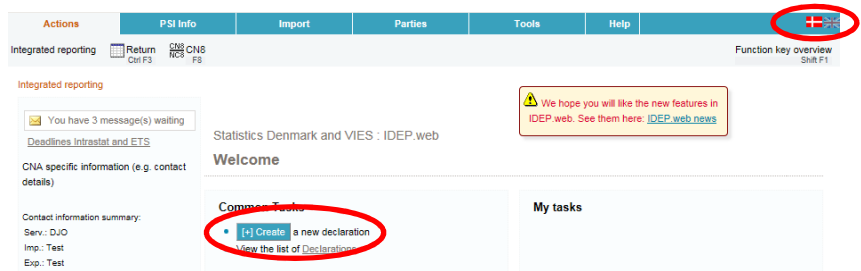 Actions PSI Info Import Parties Tools Help
Integrated reporting Return Ctrl F3 CN8 NC8 CN8 F8 Function key overview Shift F1
Integrated reporting
You have 3 message(s) waiting
Deadlines Intrastat and ETS
CNA specific information (e.g. contact
details)
Contact information summary:
Serv.: DJO
Imp.: Test
Exp.: Test
We hope you will like the new features in
IDEP.web. See them here: IDEP.web news
Statistics Denmark and VIES : IDEP.web
Welcome
Common Tasks
[+] Create a new declaration
View the list of Declarations
My tasks